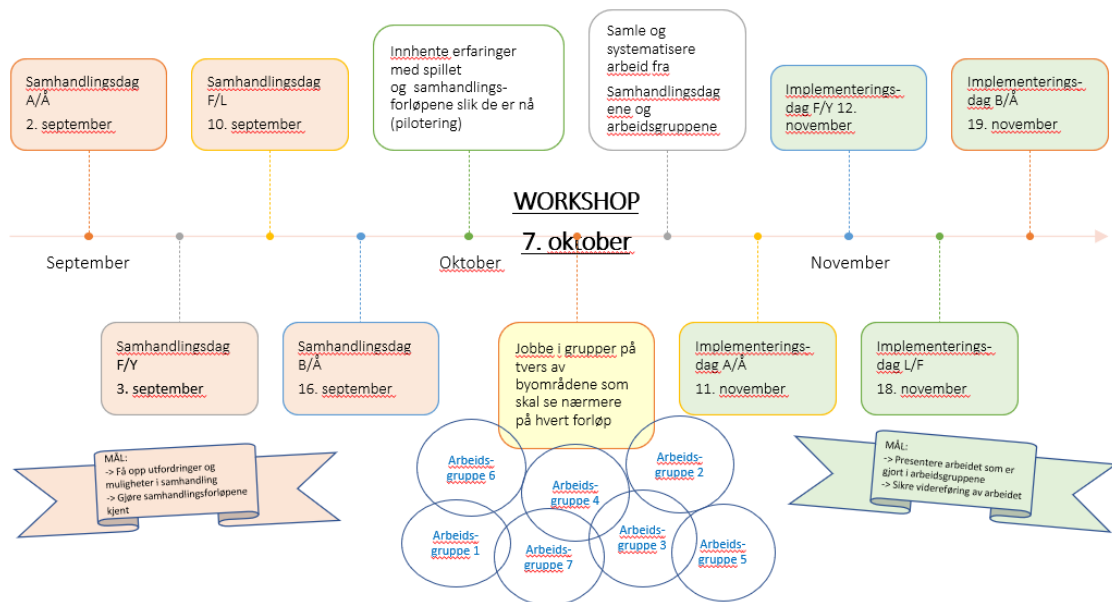 Samhandlingsdag
A/Å
2. september
Samhandlingsdag
F/L
10. september
Innhente erfaringer
med spillet
og samhandlings-
forløpene slik de er nå
(pilotering)
Samle og
systematisere
arbeid fra
Samhandlingsdag
ene og
arbeidsgruppene
Implementerings-
dag F/Y 12.
november
Implementerings-
dag B/Å
19. november
WORKSHOP
7. oktober
September
Oktober
November
Samhandlingsdag
F/Y
3. september
Samhandlingsdag
B/Å
16. september
Jobbe i grupper på
tvers av
byområdene som
skal se nærmere
på hvert forløp
Implementerings-
dag A/Å
11. november
Implementerings-
dag L/F
18. november
MÅL:
-> Få opp utfordringer og
muligheter i samhandling
-> Gjøre samhandlingsforløpene
kjent
Arbeids-
gruppe 6
Arbeids-
gruppe 4
Arbeids-
gruppe 2
Arbeids-
gruppe 1
Arbeids-
gruppe 7
Arbeids-
gruppe 3
Arbeids-
gruppe 5
MÅL:
-> Presentere arbeidet som er
gjort i arbeidsgruppene
-> Sikre videreføring av arbeidet